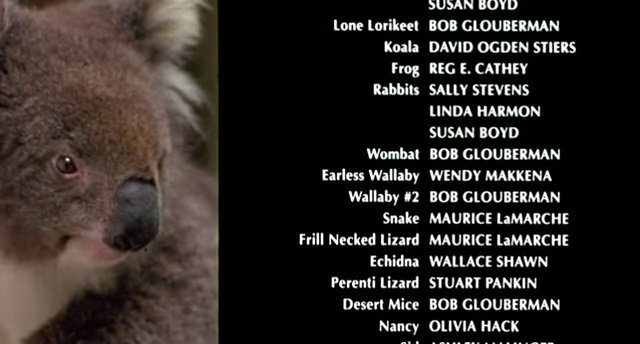 SUSAN BOYD
Lone Lorikeet BOB GLOUBERMAN
Koala DAVID OGDEN STIERS
Frog REG E. CATHEY
Rabbits SALLY STEVENS
LINDA HARMON
SUSAN BOYD
Wombat BOB GLOUBERMAN
Earless Wallaby WENDY MAKKENA
Wallaby #2 BOB GLOUBERMAN
Snake MAURICE LaMARCHE
Frill Necked Lizard MAURICE LaMARCHE
Echidna WALLACE SHAWN
Perenti Lizard STUART PANKIN
Desert Mice BOB GLOUBERMAN
Nancy OLIVIA HACK